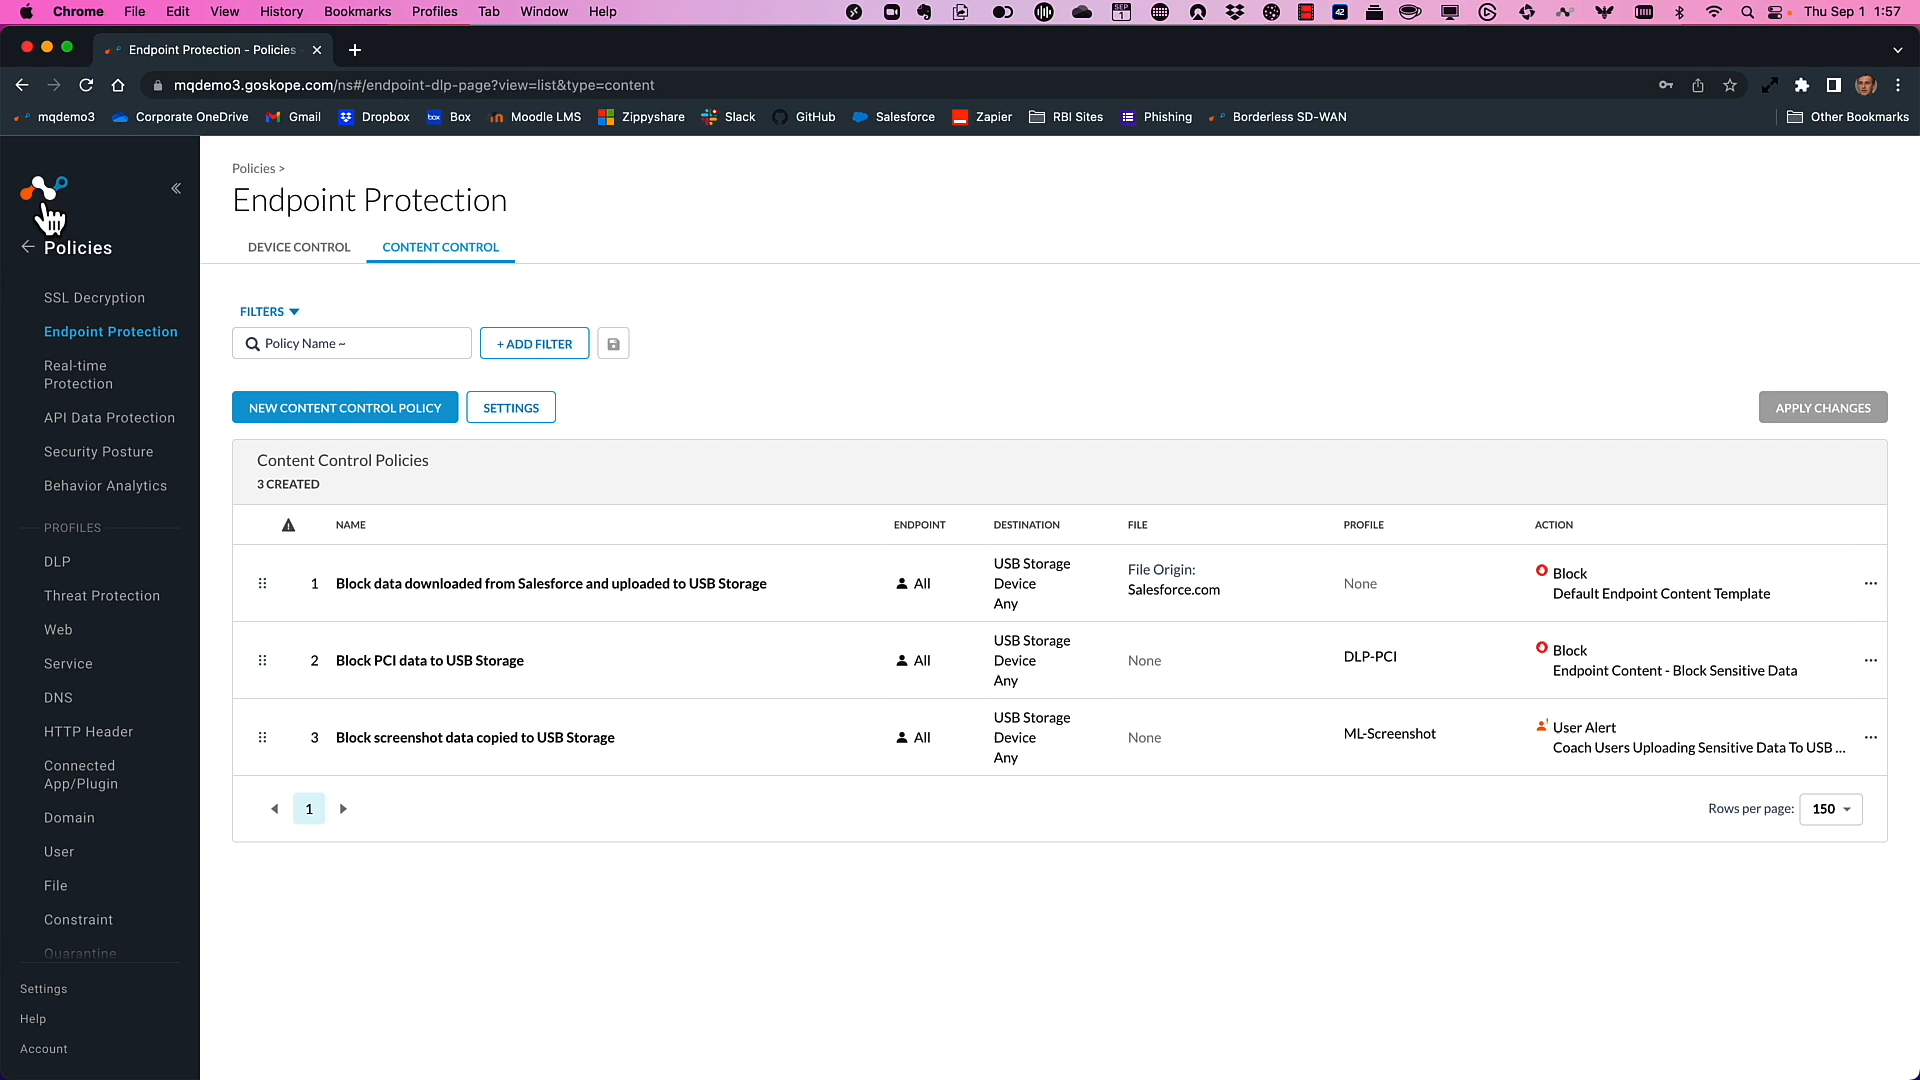 Chrome File Edit View History Bookmarks Profiles Tab Window Help SEP 1 42 Thu Sep 1 1:57
Endpoint Protection - Policies
mqdemo3.goskope.com/ns#/endpoint-dlp-page?view=list&type=content
mqdemo3 Corporate OneDrive Gmail Dropbox box Box Moodle LMS Zippyshare Slack GitHub Salesforce Zapier RBI Sites Phishing Borderless SD-WAN Other Bookmarks
Policies
SSL Decryption
Endpoint Protection
Real-time
Protection
API Data Protection
Security Posture
Behavior Analytics
PROFILES
DLP
Threat Protection
Web
Service
DNS
HTTP Header
Connected
App/Plugin
Domain
User
File
Constraint
Quarantine
Settings
Help
Account
Policies >
Endpoint Protection
DEVICE CONTROL CONTENT CONTROL
FILTERS
Policy Name ~ + ADD FILTER
NEW CONTENT CONTROL POLICY SETTINGS APPLY CHANGES
Content Control Policies
3 CREATED
NAME ENDPOINT DESTINATION FILE PROFILE ACTION
1 Block data downloaded from Salesforce and uploaded to USB Storage All
USB Storage
Device
Any
File Origin:
Salesforce.com
None
Block
Default Endpoint Content Template
...
2 Block PCI data to USB Storage All
USB Storage
Device
Any
None
DLP-PCI
Block
Endpoint Content - Block Sensitive Data
...
3 Block screenshot data copied to USB Storage All
USB Storage
Device
Any
None
ML-Screenshot
User Alert
Coach Users Uploading Sensitive Data To USB ...
...
1 Rows per page: 150